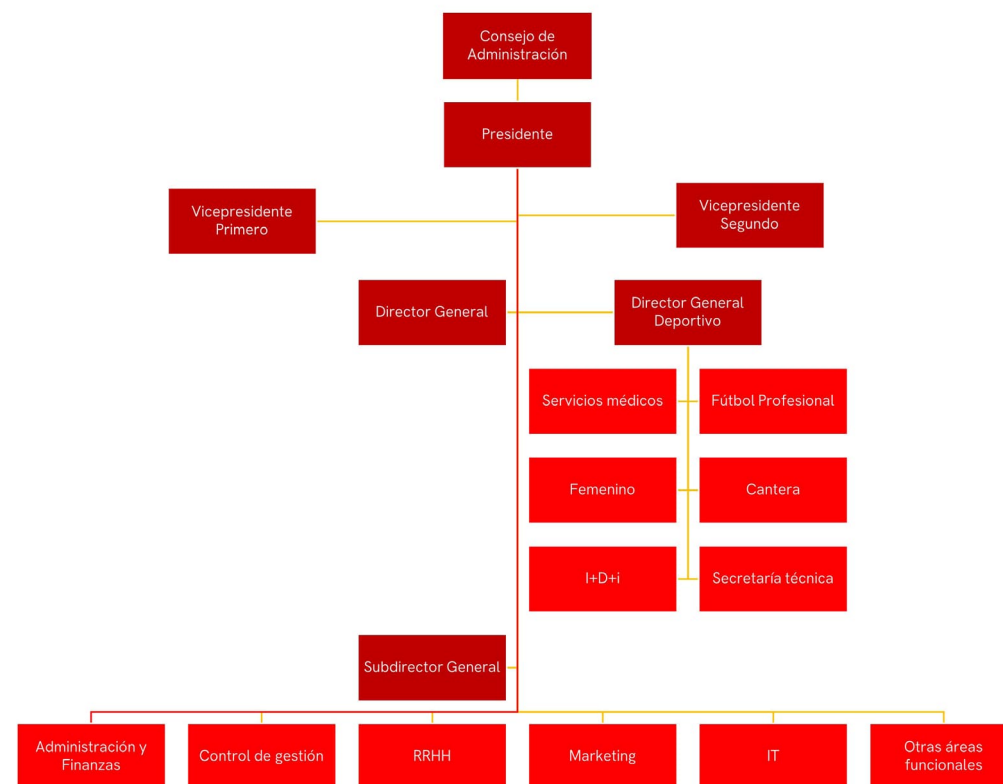 Consejo de
Administración
Presidente
Vicepresidente
Primero
Vicepresidente
Segundo
Director General
Director General
Deportivo
Servicios médicos
Fútbol Profesional
Femenino
Cantera
I+D+i
Secretaría técnica
Subdirector General
Administración y
Finanzas
Control de gestión
RRHH
Marketing
IT
Otras áreas
funcionales